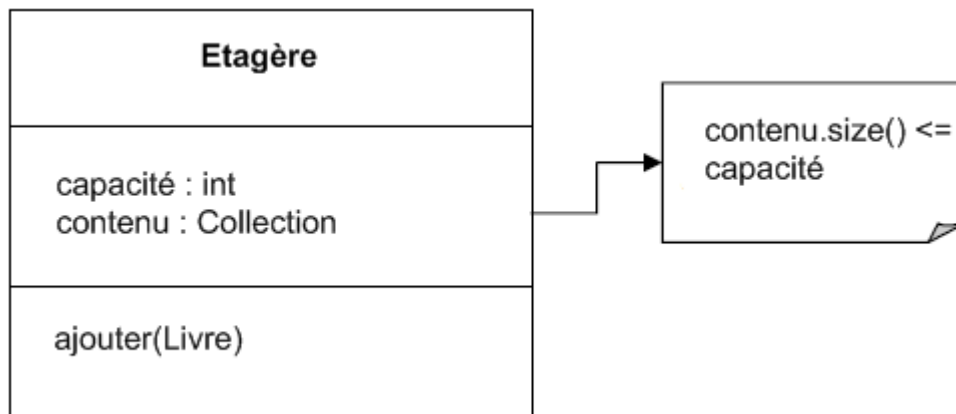 Etagère
capacité : int
contenu : Collection
ajouter(Livre)
contenu.size() <=
capacité